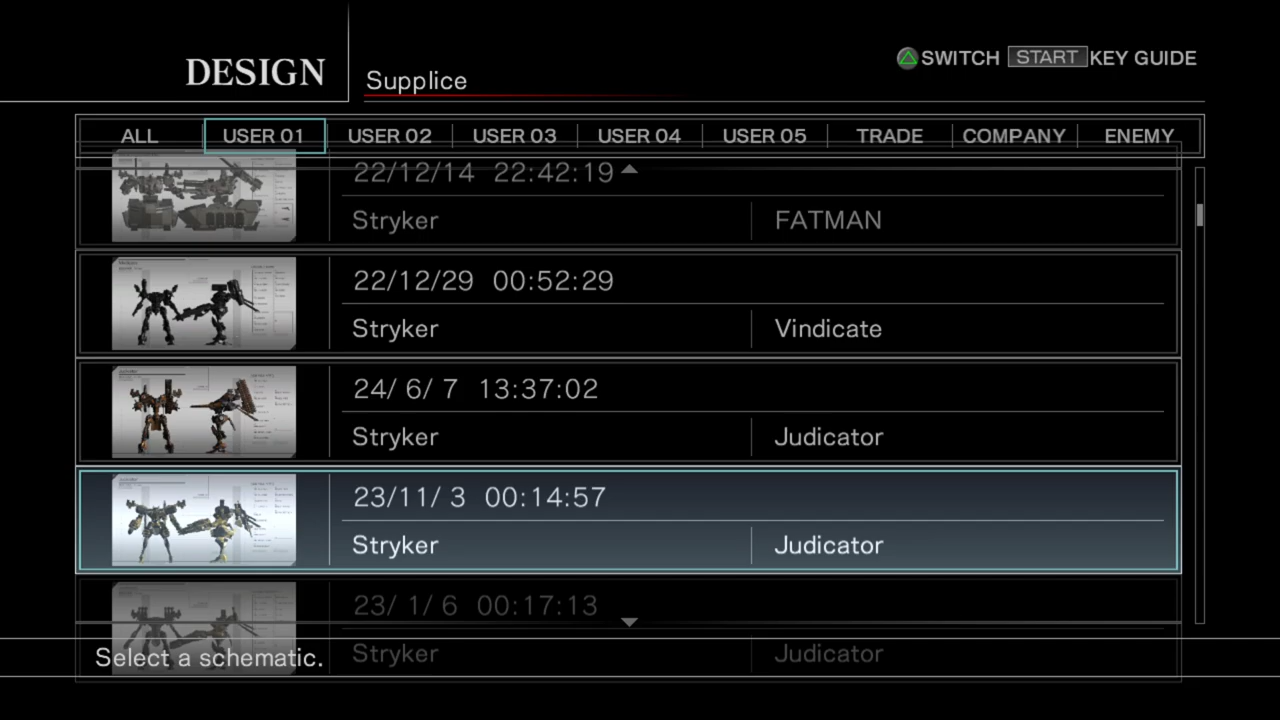 DESIGN
Supplice
SWITCH START KEY GUIDE
ALL USER 01 USER 02 USER 03 USER 04 USER 05 TRADE COMPANY ENEMY
22/12/14 22:42:19
Stryker FATMAN
22/12/29 00:52:29
Stryker Vindicate
24/ 6/ 7 13:37:02
Stryker Judicator
23/11/ 3 00:14:57
Stryker Judicator
23/ 1/ 6 00:17:13
Stryker Judicator
Select a schematic.